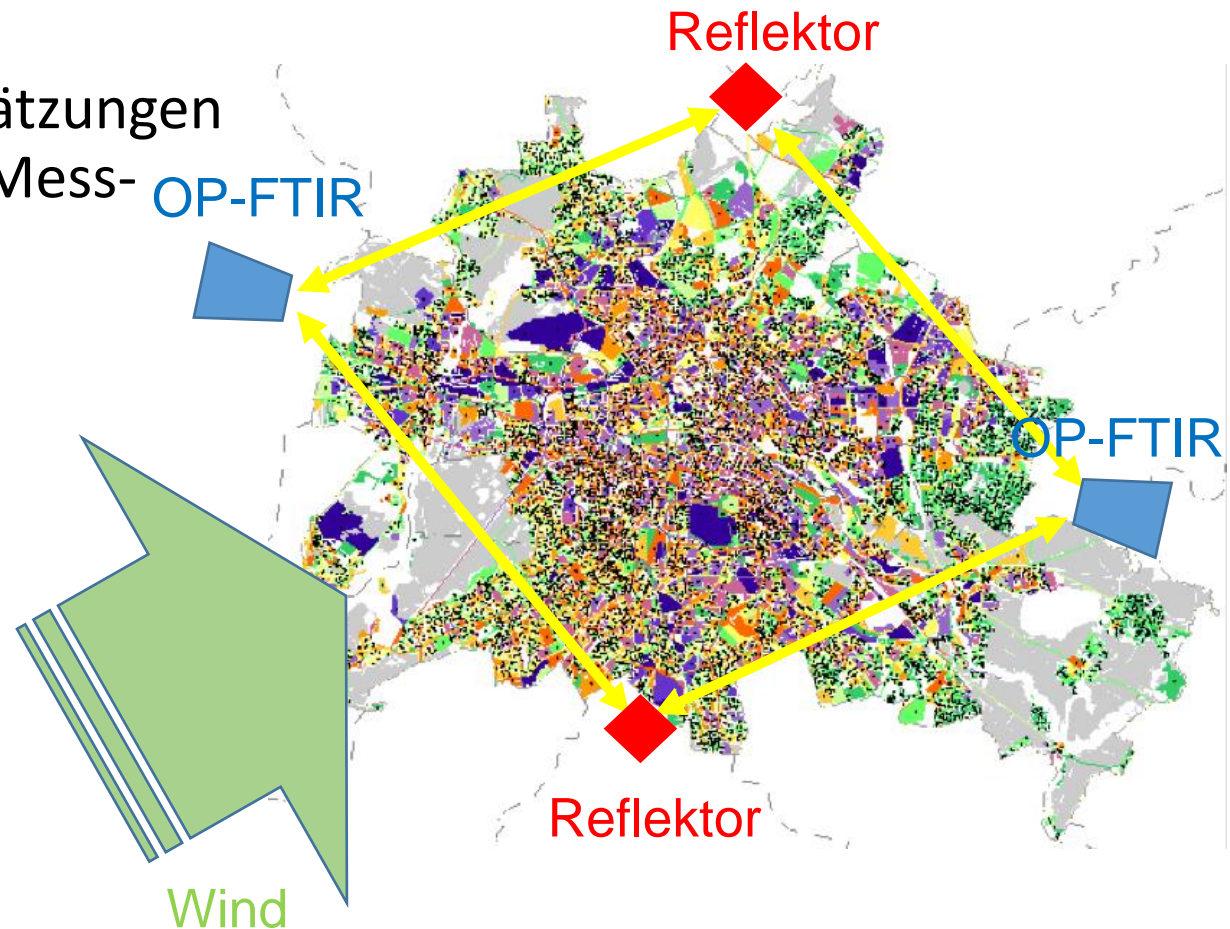 Reflektor
ätzungen
Mess-
OP-FTIR
OP-FTIR
Reflektor
Wind